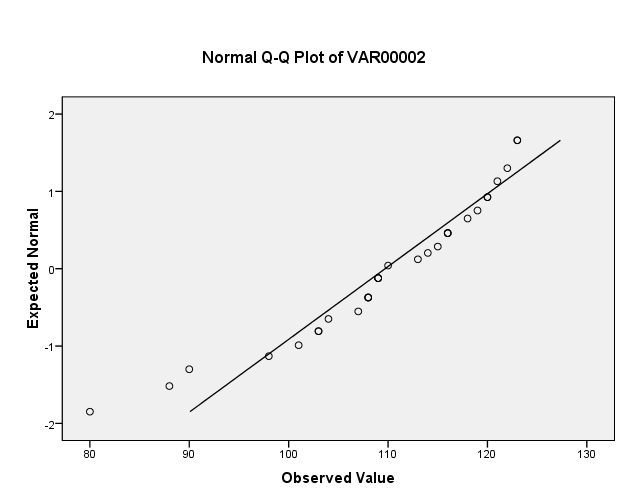 Normal Q-Q Plot of VAR00002
2
1
0
-1
-2
Expected Normal
80 90 100 110 120 130
Observed Value